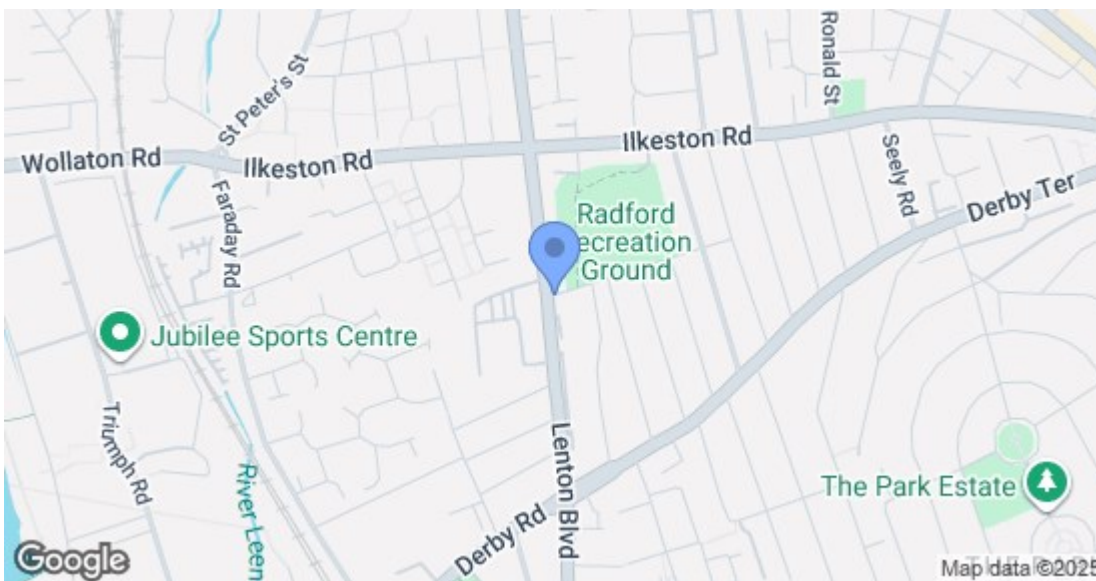 Ronald St
St Peter's St
Ilkeston Rd
Wollaton Rd
Ilkeston Rd
Seely Rd
Derby Ter
Faraday Rd
Radford
ecreation
Ground
Jubilee Sports Centre
Triumph Rd
River Leen
Lenton Blvd
The Park Estate
Derby Rd
Google
Map data ©2025